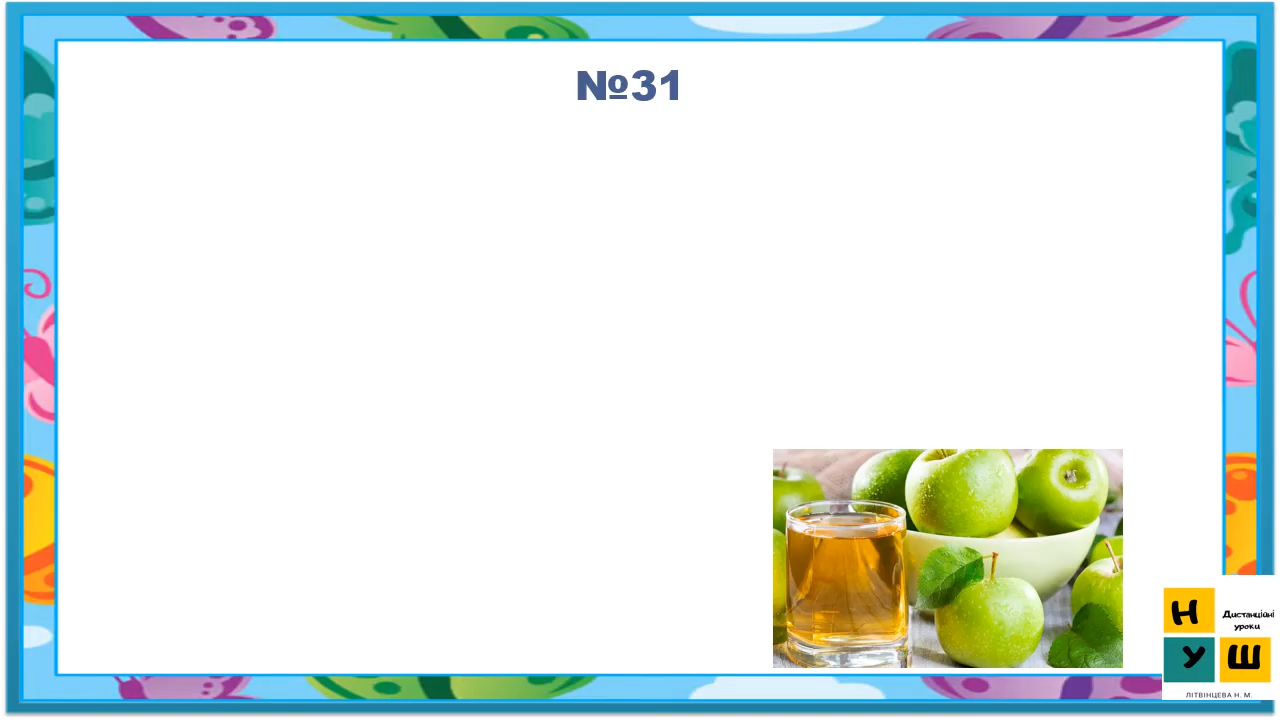 №31
Н
Дистанційні
уроки
У Ш
ЛІТВІНЦЕВА Н. М.